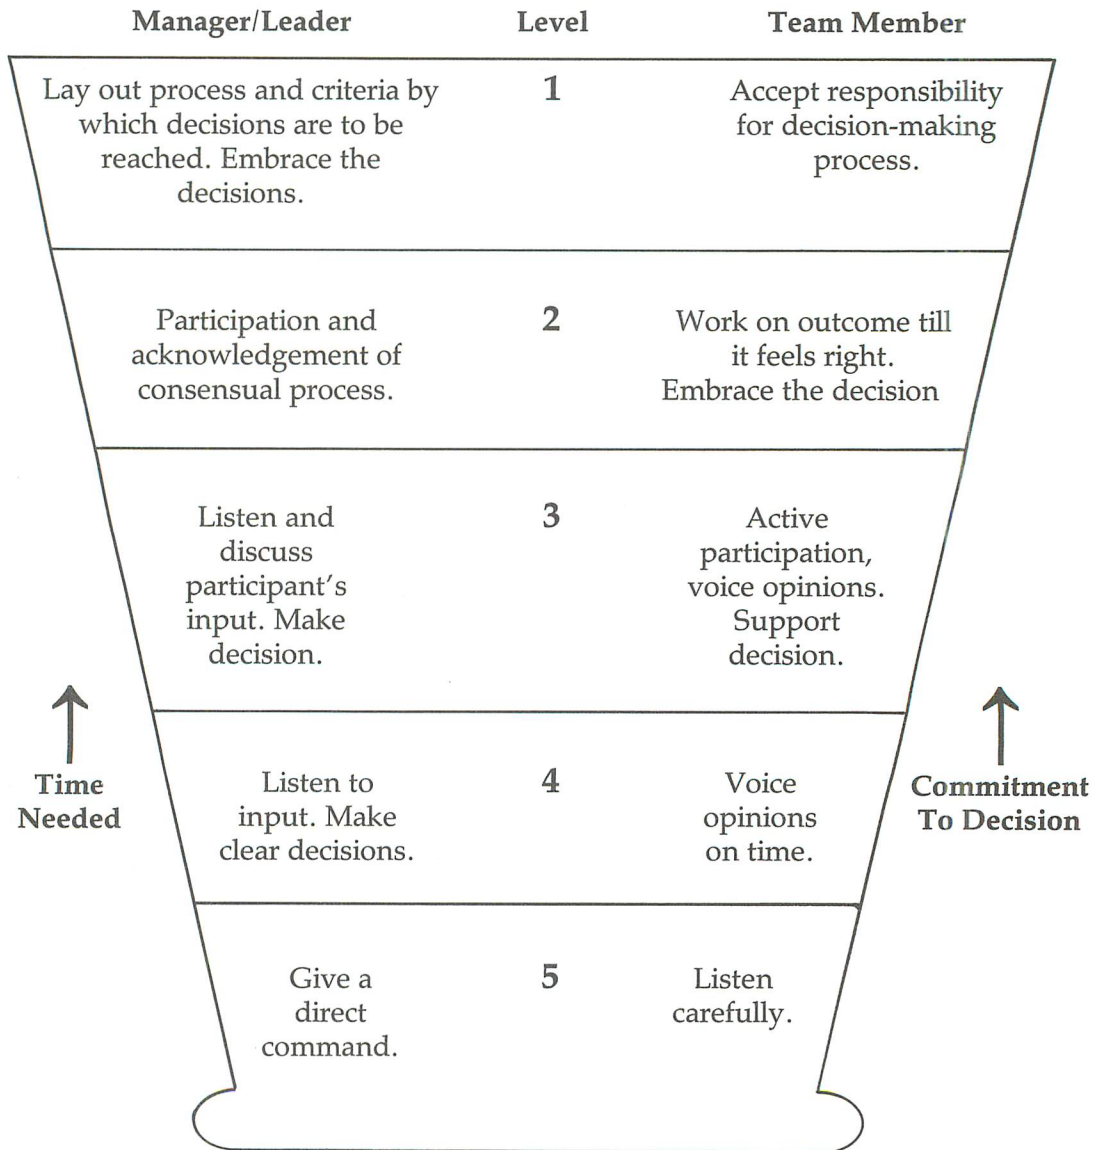 Manager/Leader
Level
Team Member
Lay out process and criteria by
which decisions are to be
reached. Embrace the
decisions.
1
Accept responsibility
for decision-making
process.
Participation and
acknowledgement of
consensual process.
2
Work on outcome till
it feels right.
Embrace the decision
Listen and
discuss
participant's
input. Make
decision.
3
Active
participation,
voice opinions.
Support
decision.
Time
Needed
Listen to
input. Make
clear decisions.
4
Voice
opinions
on time.
Commitment
To Decision
Give a
direct
command.
5
Listen
carefully.